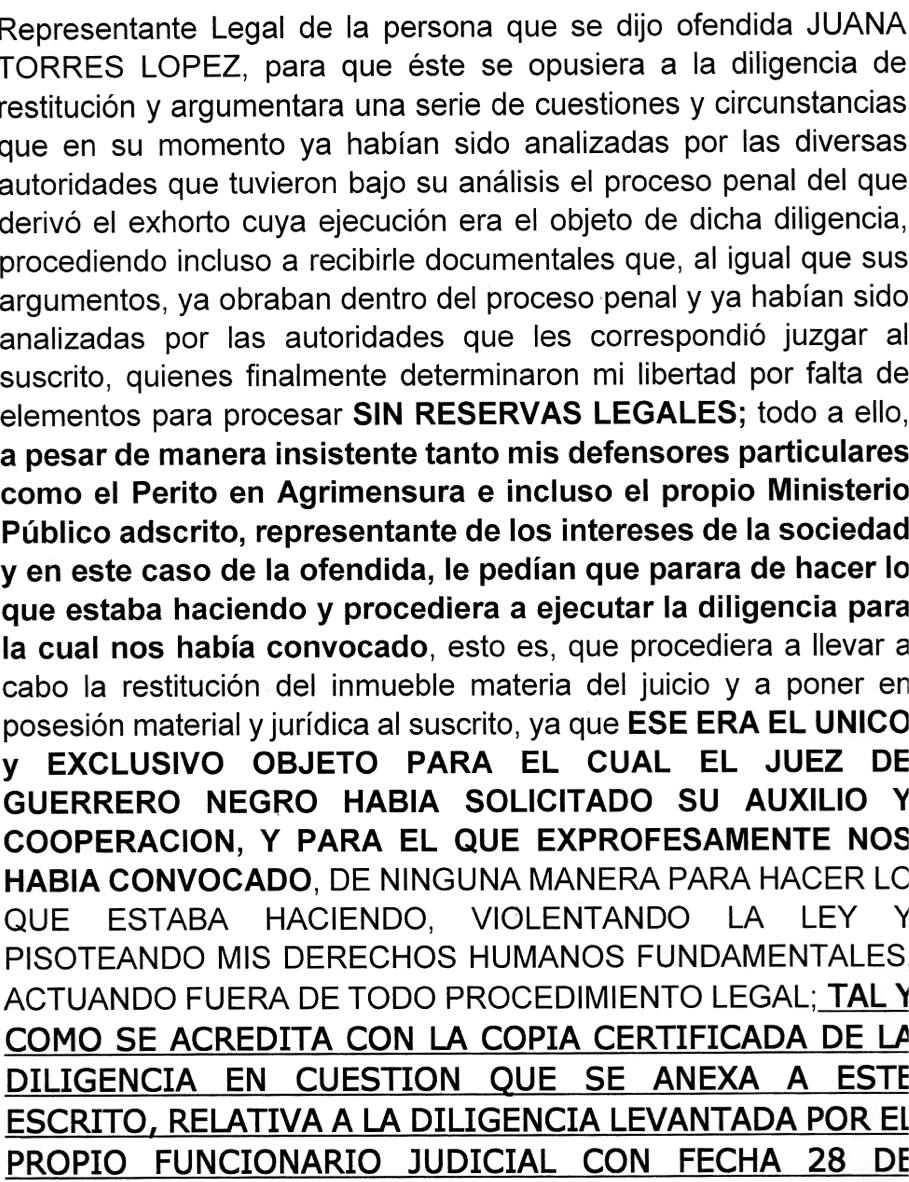 Representante Legal de la persona que se dijo ofendida JUANA
TORRES LOPEZ, para que éste se opusiera a la diligencia de
restitución y argumentara una serie de cuestiones y circunstancias
que en su momento ya habían sido analizadas por las diversas
autoridades que tuvieron bajo su análisis el proceso penal del que
derivó el exhorto cuya ejecución era el objeto de dicha diligencia,
procediendo incluso a recibirle documentales que, al igual que sus
argumentos, ya obraban dentro del proceso penal y ya habían sido
analizadas por las autoridades que les correspondió juzgar al
suscrito, quienes finalmente determinaron mi libertad por falta de
elementos para procesar SIN RESERVAS LEGALES; todo a ello,
a pesar de manera insistente tanto mis defensores particulares
como el Perito en Agrimensura e incluso el propio Ministerio
Público adscrito, representante de los intereses de la sociedad
y en este caso de la ofendida, le pedían que parara de hacer lo
que estaba haciendo y procediera a ejecutar la diligencia para
la cual nos había convocado, esto es, que procediera a llevar a
cabo la restitución del inmueble materia del juicio y a poner en
posesión material y jurídica al suscrito, ya que ESE ERA EL UNICO
y EXCLUSIVO OBJETO PARA EL CUAL EL JUEZ DE
GUERRERO NEGRO HABIA SOLICITADO SU AUXILIO Y
COOPERACION, Y PARA EL QUE EXPROFESAMENTE NOS
HABIA CONVOCADO, DE NINGUNA MANERA PARA HACER LO
QUE ESTABA HACIENDO, VIOLENTANDO LA LEY Y
PISOTEANDO MIS DERECHOS HUMANOS FUNDAMENTALES,
ACTUANDO FUERA DE TODO PROCEDIMIENTO LEGAL; TAL Y
COMO SE ACREDITA CON LA COPIA CERTIFICADA DE LA
DILIGENCIA EN CUESTION QUE SE ANEXA A ESTE
ESCRITO, RELATIVA A LA DILIGENCIA LEVANTADA POR EL
PROPIO FUNCIONARIO JUDICIAL CON FECHA 28 DE